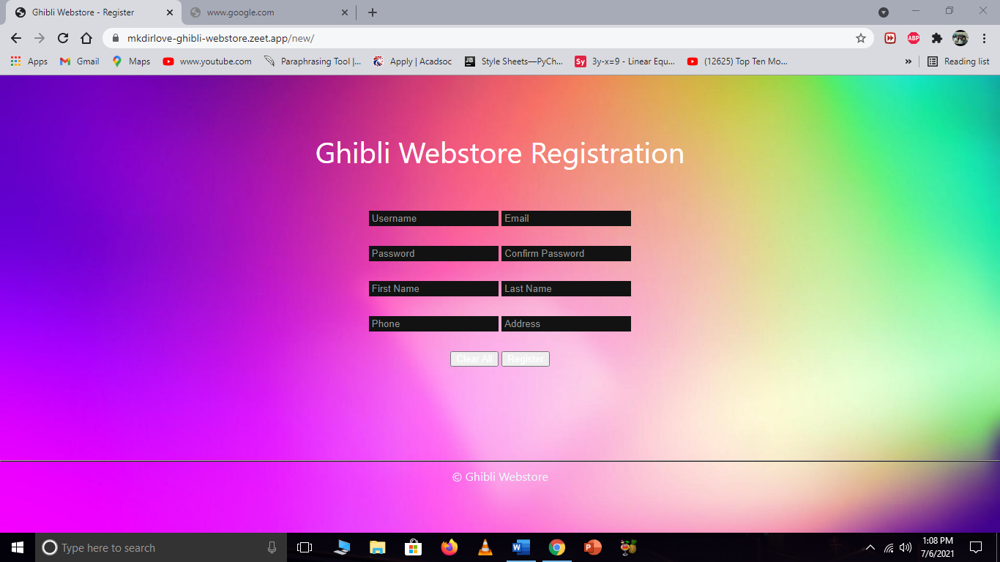 Ghibli Webstore - Register
www.google.com
mkdirlove-ghibli-webstore.zeet.app/new/
ABP
Apps Gmail Maps www.youtube.com Paraphrasing Tool |... Apply | Acadsoc Style Sheets—PyCh... 3y-x=9 - Linear Equ... (12625) Top Ten Mo... » Reading list
Ghibli Webstore Registration
Username Email
Password Confirm Password
First Name Last Name
Phone Address
Clear All Register
© Ghibli Webstore
Type here to search
1:08 PM
7/6/2021